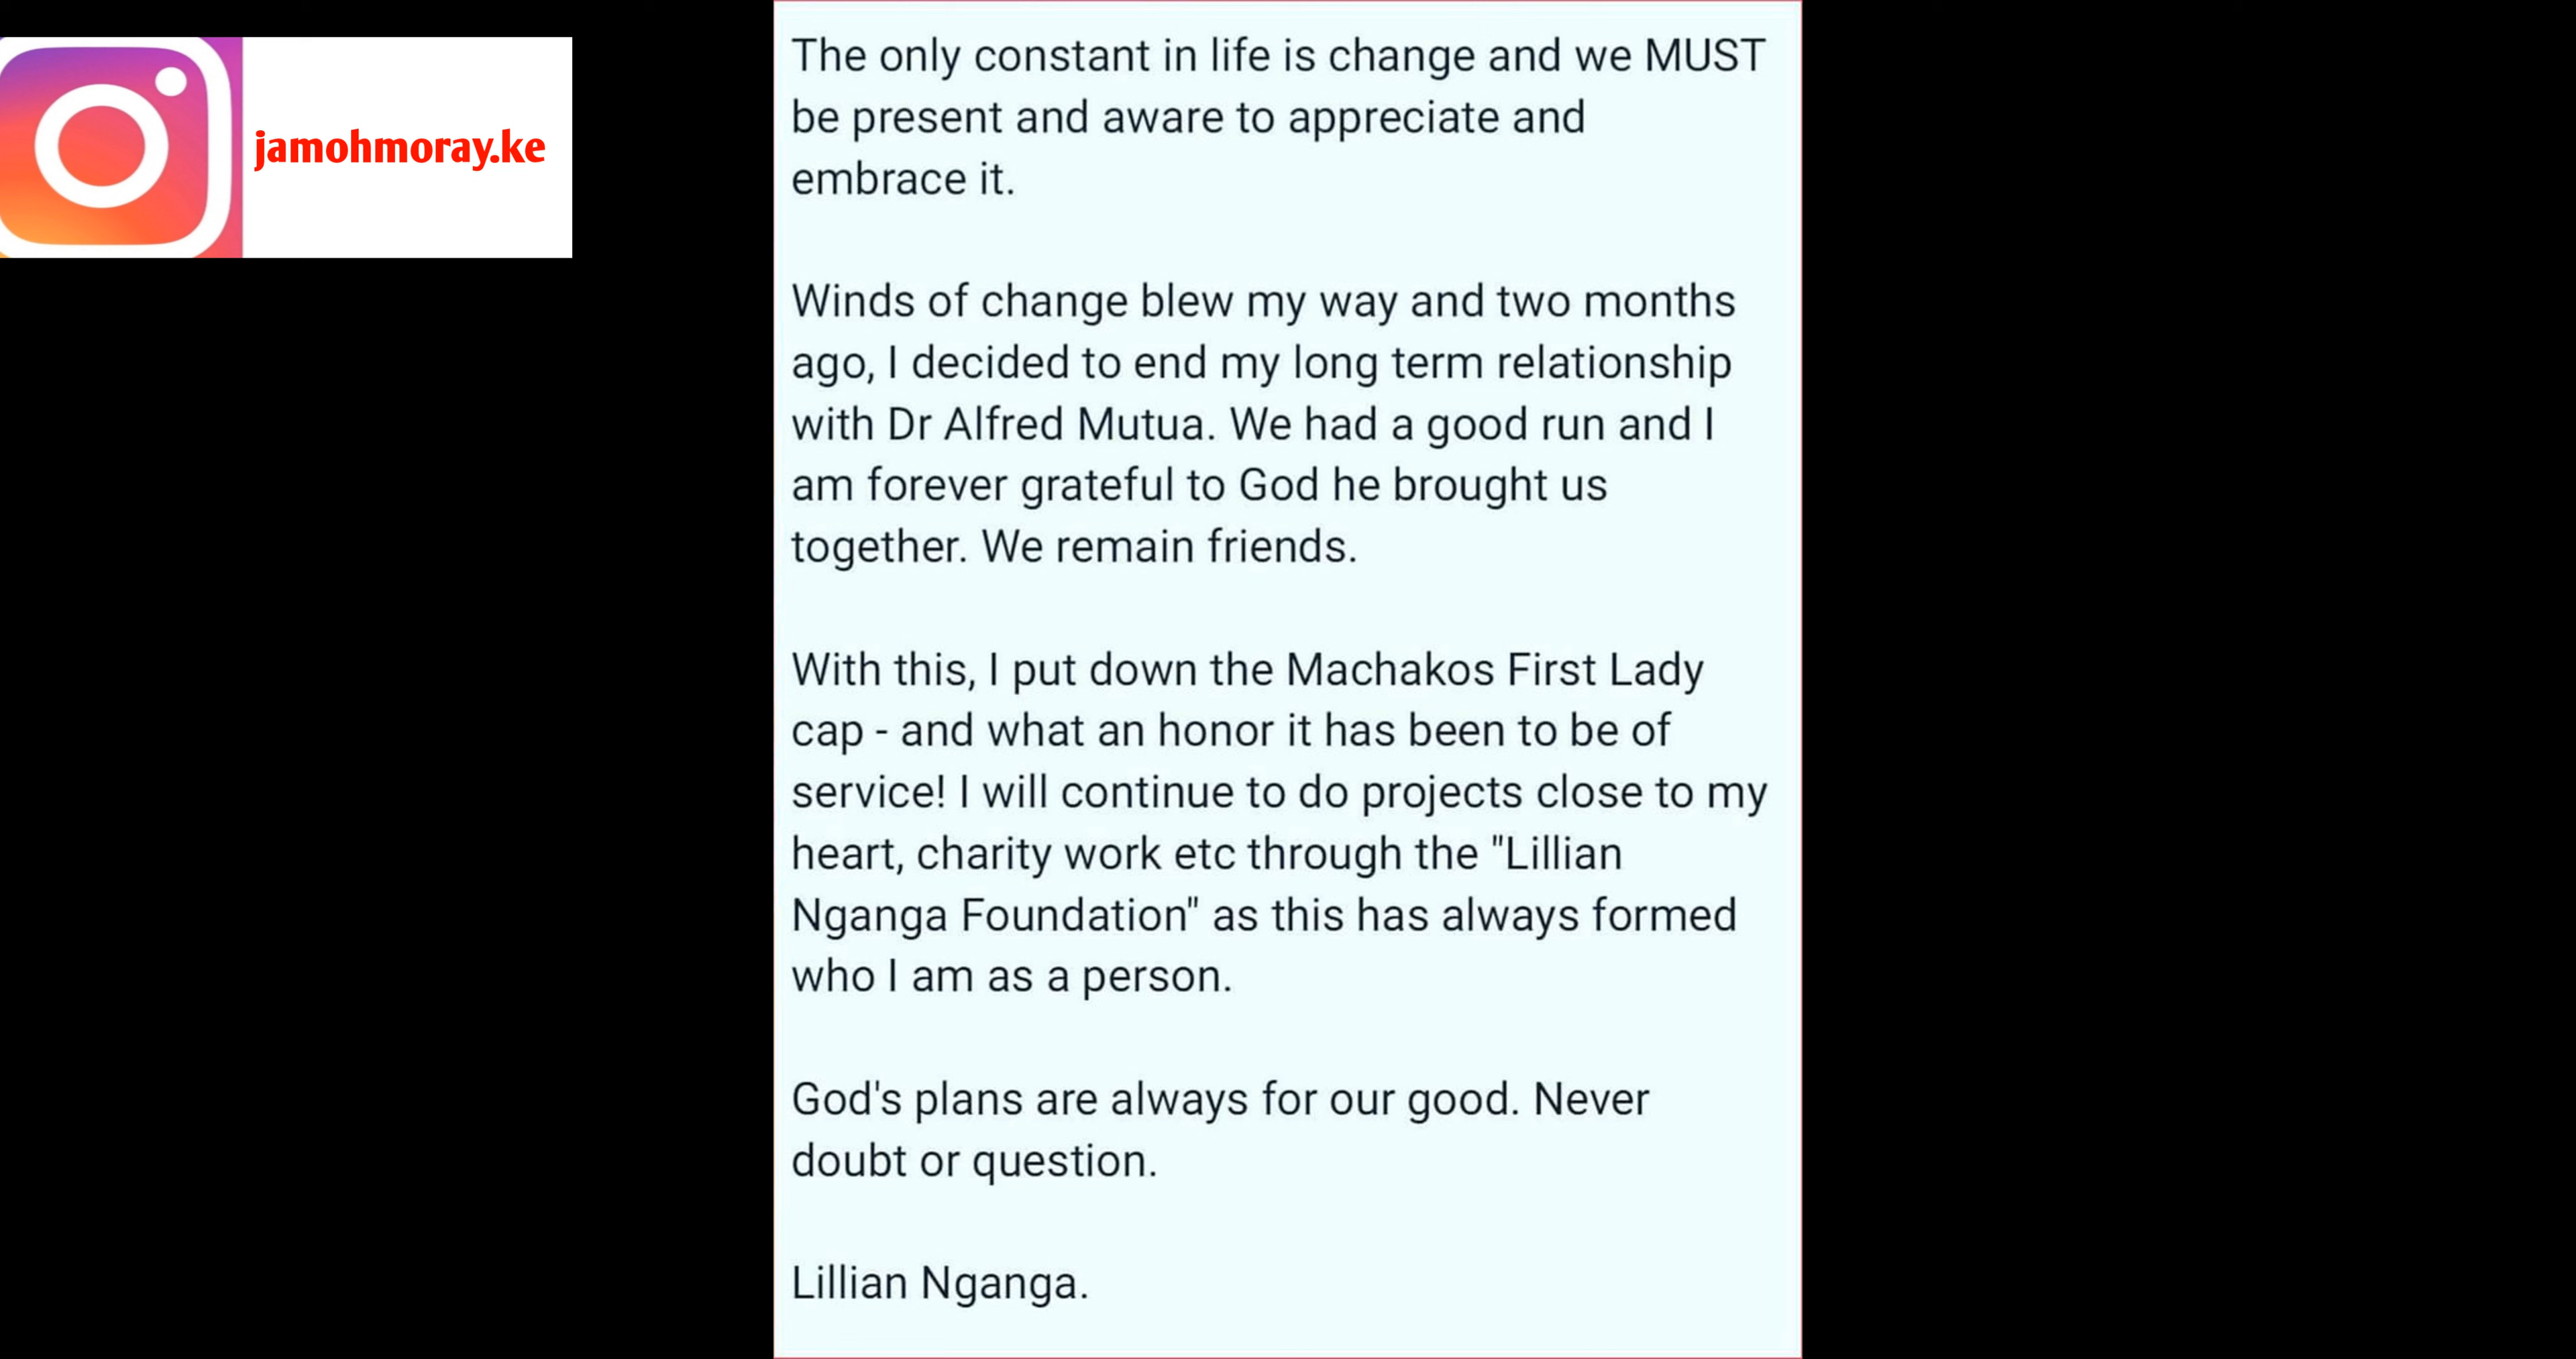 jamohmoray.ke
The only constant in life is change and we MUST
be present and aware to appreciate and
embrace it.
Winds of change blew my way and two months
ago, I decided to end my long term relationship
with Dr Alfred Mutua. We had a good run and I
am forever grateful to God he brought us
together. We remain friends.
With this, I put down the Machakos First Lady
cap - and what an honor it has been to be of
service! I will continue to do projects close to my
heart, charity work etc through the "Lillian
Nganga Foundation" as this has always formed
who I am as a person.
God's plans are always for our good. Never
doubt or question.
Lillian Nganga.